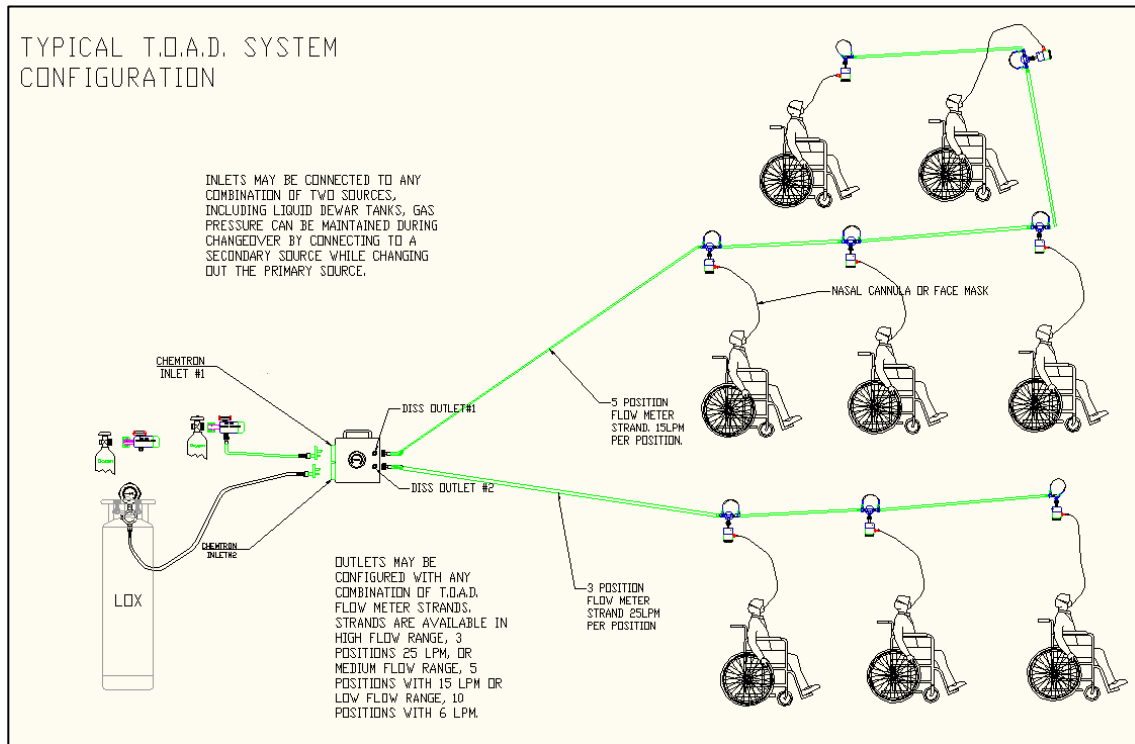 TYPICAL T.O.A.D. SYSTEM
CONFIGURATION
INLETS MAY BE CONNECTED TO ANY
COMBINATION OF TWO SOURCES,
INCLUDING LIQUID DEWAR TANKS, GAS
PRESSURE CAN BE MAINTAINED DURING
CHANGEOVER BY CONNECTING TO A
SECONDARY SOURCE WHILE CHANGING
OUT THE PRIMARY SOURCE.
NASAL CANNULA OR FACE MASK
CHEMTRON
INLET #1
5 POSITION
FLOW METER
STRAND. 15LPM
PER POSITION.
DISS OUTLET#1
Oxygen
Oxygen
DISS OUTLET #2
CHEMTRON
INLET#2
LOX
OUTLETS MAY BE
CONFIGURED WITH ANY
COMBINATION OF T.O.A.D.
FLOW METER STRANDS.
STRANDS ARE AVAILABLE IN
HIGH FLOW RANGE, 3
POSITIONS 25 LPM, OR
MEDIUM FLOW RANGE, 5
POSITIONS WITH 15 LPM OR
LOW FLOW RANGE, 10
POSITIONS WITH 6 LPM.
3 POSITION
FLOW METER
STRAND 25LPM
PER POSITION